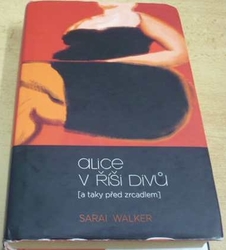 alice
v říši divů
[a taky před zrcadlem]
SARAI WALKER